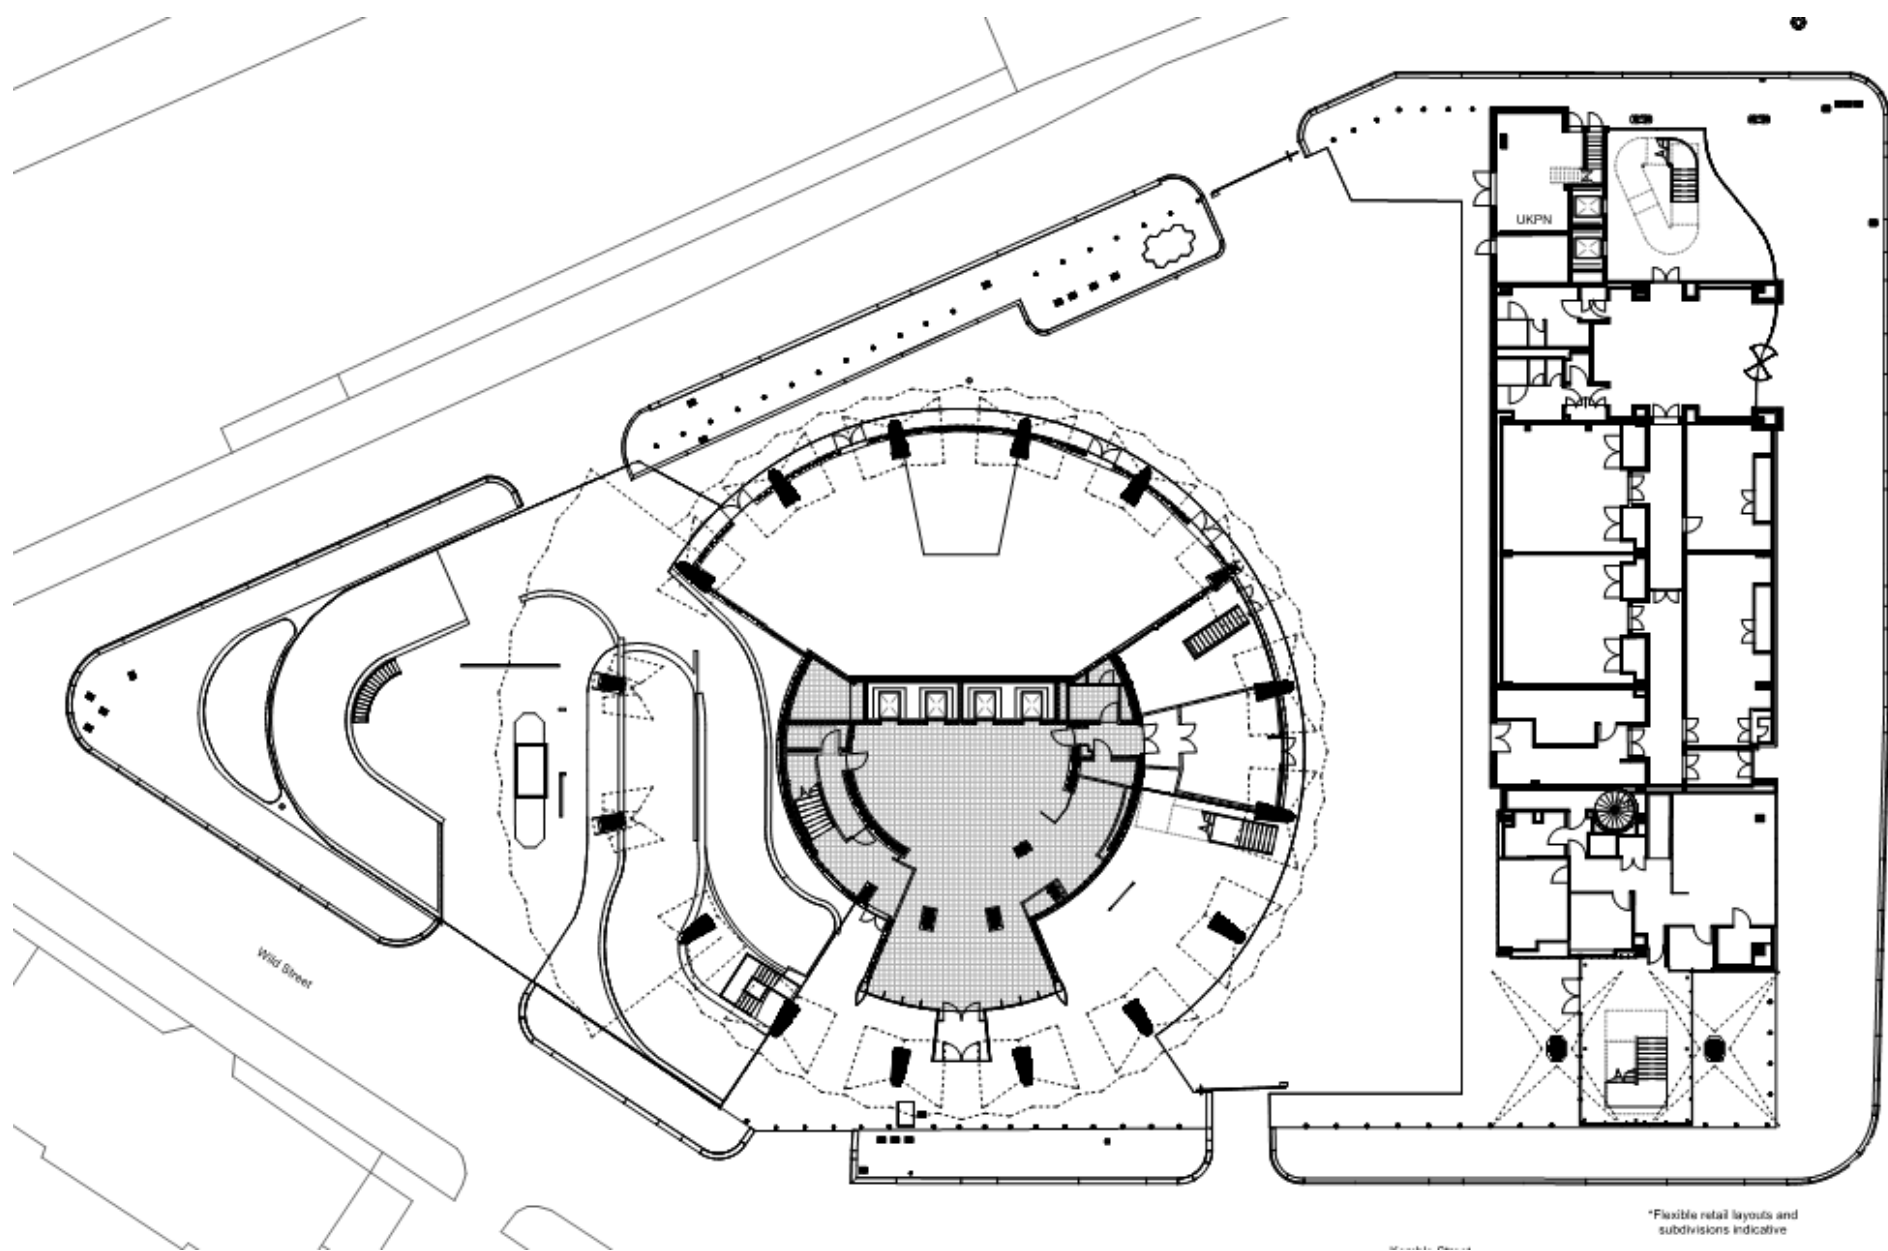 UKPN
Wild Street
*Flexible retail layouts and
subdivisions indicative